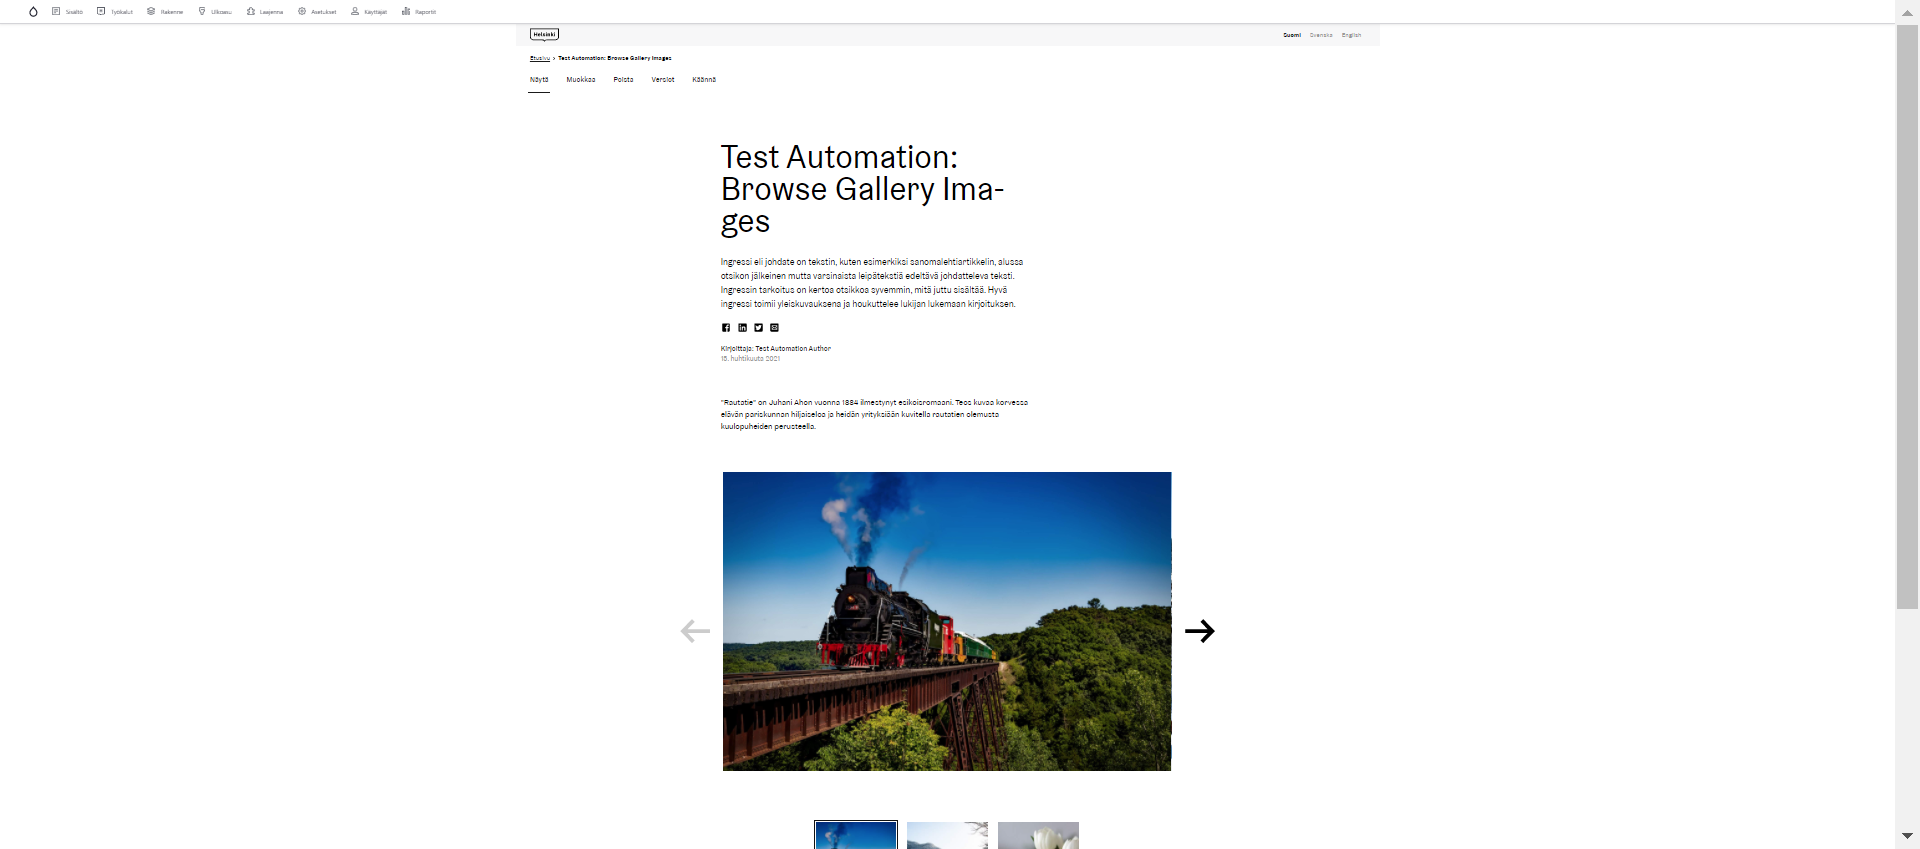 Sisältö Työkalut Rakenne Ulkoasu Laajenna Asetukset Käyttäjät Raportit
Helsinki
Suomi Svenska English
Etusivu > Test Automation: Browse Gallery Images
Näytä Muokkaa Poista Versiot Käännä
Test Automation:
Browse Gallery Ima-
ges
Ingressi eli johdate on tekstin, kuten esimerkiksi sanomalehtiartikkelin, alussa
otsikon jälkeinen mutta varsinaista leipätekstiä edeltävä johdatteleva teksti.
Ingressin tarkoitus on kertoa otsikkoa syvemmin, mitä juttu sisältää. Hyvä
ingressi toimii yleiskuvauksena ja houkuttelee lukijan lukemaan kirjoituksen.
Kirjoittaja: Test Automation Author
15. huhtikuuta 2021
"Rautatie" on Juhani Ahon vuonna 1884 ilmestynyt esikoisromaani. Teos kuvaa korvessa
elävän pariskunnan hiljaiseloa ja heidän yrityksiään kuvitella rautatien olemusta
kuulopuheiden perusteella.